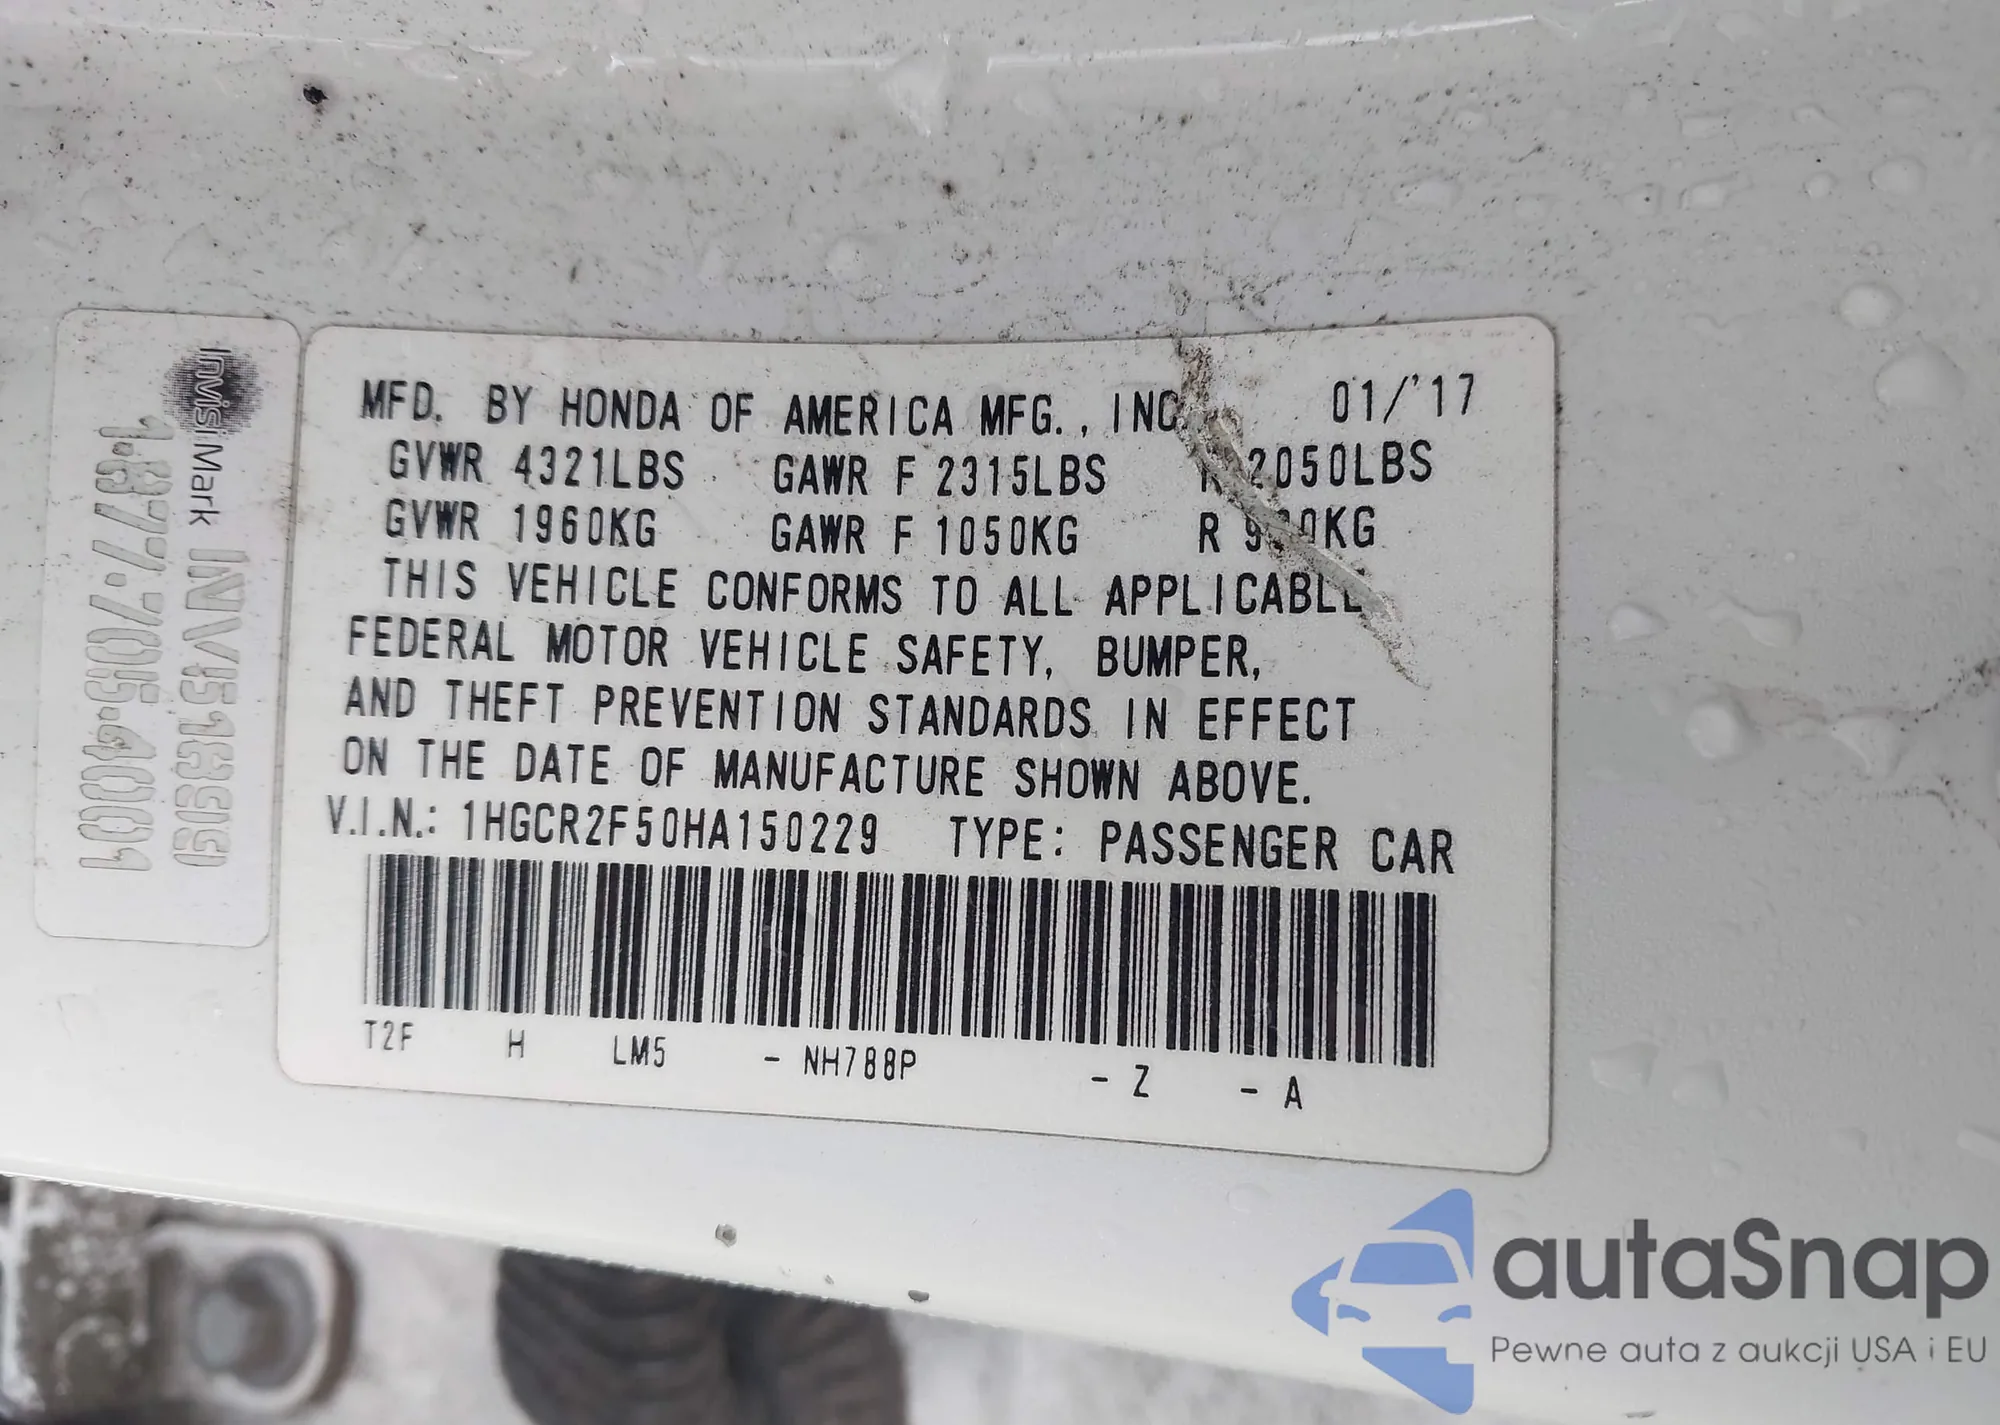 MFD. BY HONDA OF AMERICA MFG., INC. 01/'17
GVWR 4321LBS GAWR F 2315LBS R 2050LBS
GVWR 1960KG GAWR F 1050KG R KG
THIS VEHICLE CONFORMS TO ALL APPLICABLE
FEDERAL MOTOR VEHICLE SAFETY, BUMPER,
AND THEFT PREVENTION STANDARDS IN EFFECT
ON THE DATE OF MANUFACTURE SHOWN ABOVE.
V.I.N.: 1HGCR2F50HA150229 TYPE: PASSENGER CAR
T2F H LM5 - NH788P - Z - A
InvisiMark
1.877.705.4001
autaSnap
Pewne auta z aukcji USA i EU